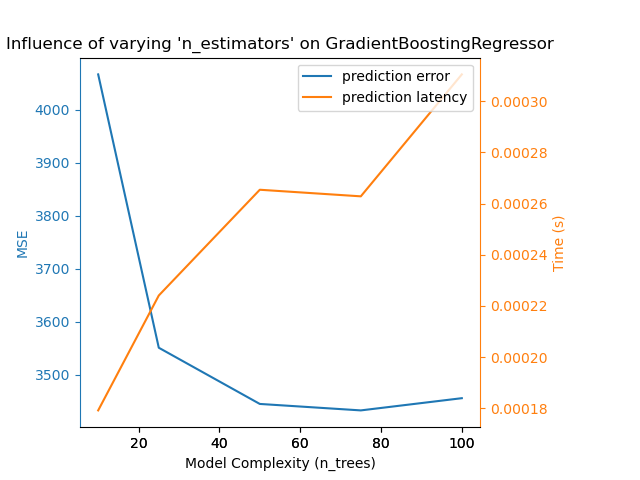 Influence of varying 'n_estimators' on GradientBoostingRegressor
prediction error
prediction latency
4000
3900
3800
3700
3600
3500
MSE
0.00030
0.00028
0.00026
0.00024
0.00022
0.00020
0.00018
Time (s)
20 40 60 80 100
Model Complexity (n_trees)